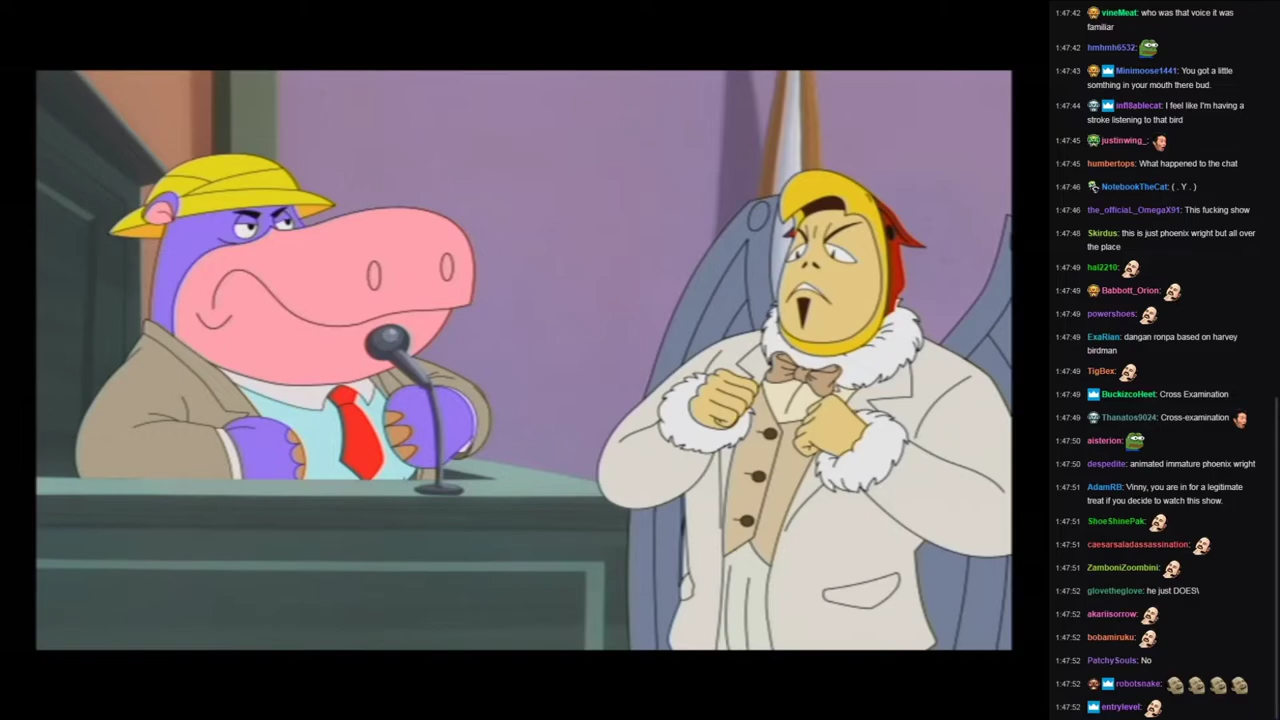 1:47:42 vineMeat: who was that voice it was
familiar
1:47:42 hmhmh6532:
1:47:43 Minimoose1441: You got a little
somthing in your mouth there bud.
1:47:44 infl8ablecat: I feel like I'm having a
stroke listening to that bird
1:47:45 justinwing_:
1:47:45 humbertops: What happened to the chat
1:47:46 NotebookTheCat: ( . Y . )
1:47:46 the_officiaL_OmegaX91: This fucking show
1:47:48 Skirdus: this is just phoenix wright but all over
the place
1:47:49 hal2210:
1:47:49 Babbott_Orion:
1:47:49 powershoes:
1:47:49 ExaRian: dangan ronpa based on harvey
birdman
1:47:49 TigBex:
1:47:49 BuckizcoHeet: Cross Examination
1:47:49 Thanatos9024: Cross-examination
1:47:50 aisterion:
1:47:50 despedite: animated immature phoenix wright
1:47:51 AdamRB: Vinny, you are in for a legitimate
treat if you decide to watch this show.
1:47:51 ShoeShinePak:
1:47:51 caesarsaladassassination:
1:47:51 ZamboniZoombini:
1:47:52 glovetheglove: he just DOES\
1:47:52 akariisorrow:
1:47:52 bobamiruku:
1:47:52 PatchySouls: No
1:47:52 robotsnake:
1:47:52 entrylevel: